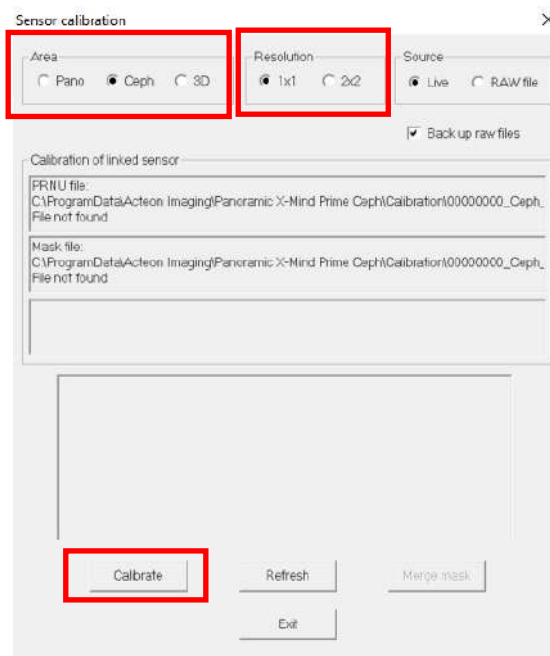 Sensor calibration
Area
Pano Ceph 3D
Resolution
1x1 2x2
Source
Live RAW file
Back up raw files
Calibration of linked sensor
PRNU file:
C:\ProgramData\Acteon Imaging\Panoramic X-Mind Prime Ceph\Calibration\00000000_Ceph_
File not found
Mask file:
C:\ProgramData\Acteon Imaging\Panoramic X-Mind Prime Ceph\Calibration\00000000_Ceph_
File not found
Calibrate Refresh Merge mask
Exit